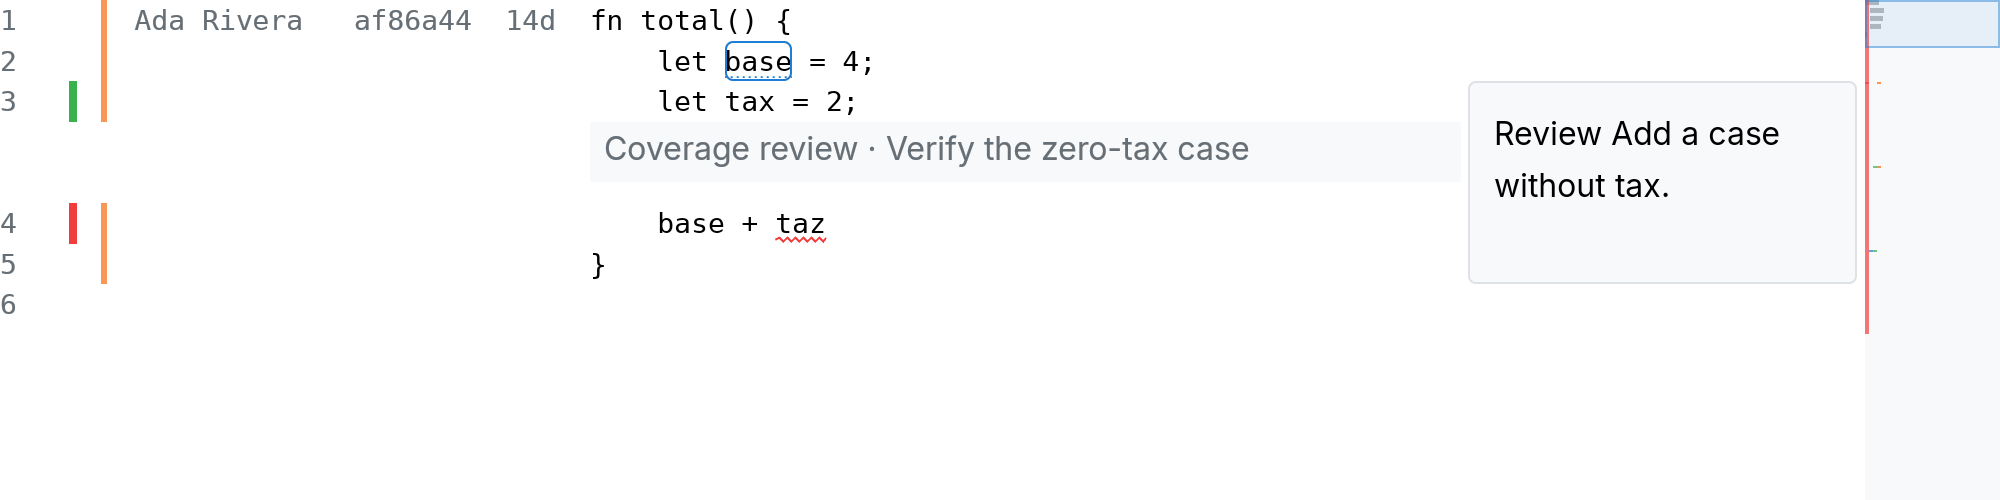 1 Ada Rivera af86a44 14d fn total() {
2 let base = 4;
3 let tax = 2;
Coverage review · Verify the zero-tax case
Review Add a case
without tax.
4 base + taz
5 }
6